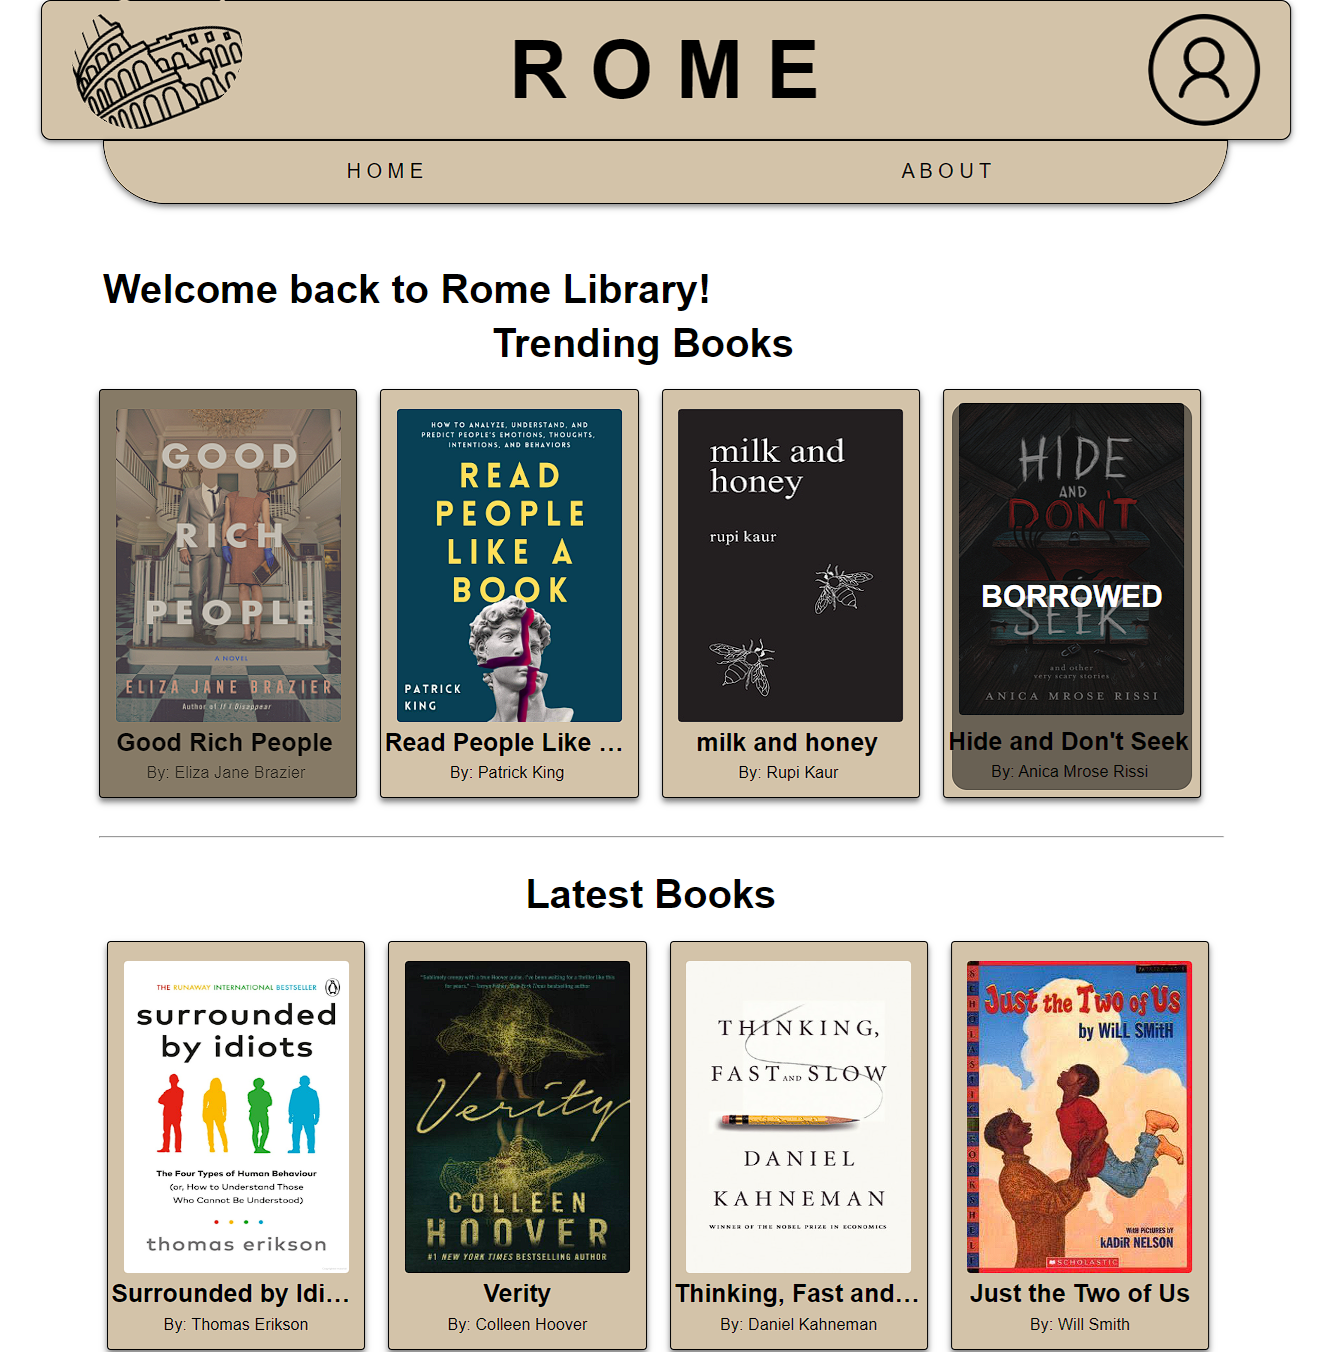 ROME
HOME
ABOUT
Welcome back to Rome Library!
Trending Books
GOOD
RICH
PEOPLE
A NOVEL
ELIZA JANE BRAZIER
Author of If I Disappear
Good Rich People
By: Eliza Jane Brazier
HOW TO ANALYZE, UNDERSTAND, AND
PREDICT PEOPLE'S EMOTIONS, THOUGHTS,
INTENTIONS, AND BEHAVIORS
READ
PEOPLE
LIKE A
BOOK
PATRICK
KING
Read People Like ...
By: Patrick King
milk and
honey
rupi kaur
milk and honey
By: Rupi Kaur
HIDE
AND
DON'T
BORROWED
SEEK
and other
very scary stories
ANICA MROSE RISSI
Hide and Don't Seek
By: Anica Mrose Rissi
Latest Books
THE RUNAWAY INTERNATIONAL BESTSELLER
surrounded
by idiots
The Four Types of Human Behaviour
(or, How to Understand Those
Who Cannot Be Understood)
thomas erikson
Surrounded by Idi...
By: Thomas Erikson
Verity
COLLEEN
HOOVER
#1 NEW YORK TIMES BESTSELLING AUTHOR
Verity
By: Colleen Hoover
THINKING,
FAST AND SLOW
DANIEL
KAHNEMAN
WINNER OF THE NOBEL PRIZE IN ECONOMICS
Thinking, Fast and...
By: Daniel Kahneman
Just the Two of Us
by WiLL SMitH
WitH PiCtURES bY
kADiR NELSON
SCHOLASTIC
Just the Two of Us
By: Will Smith